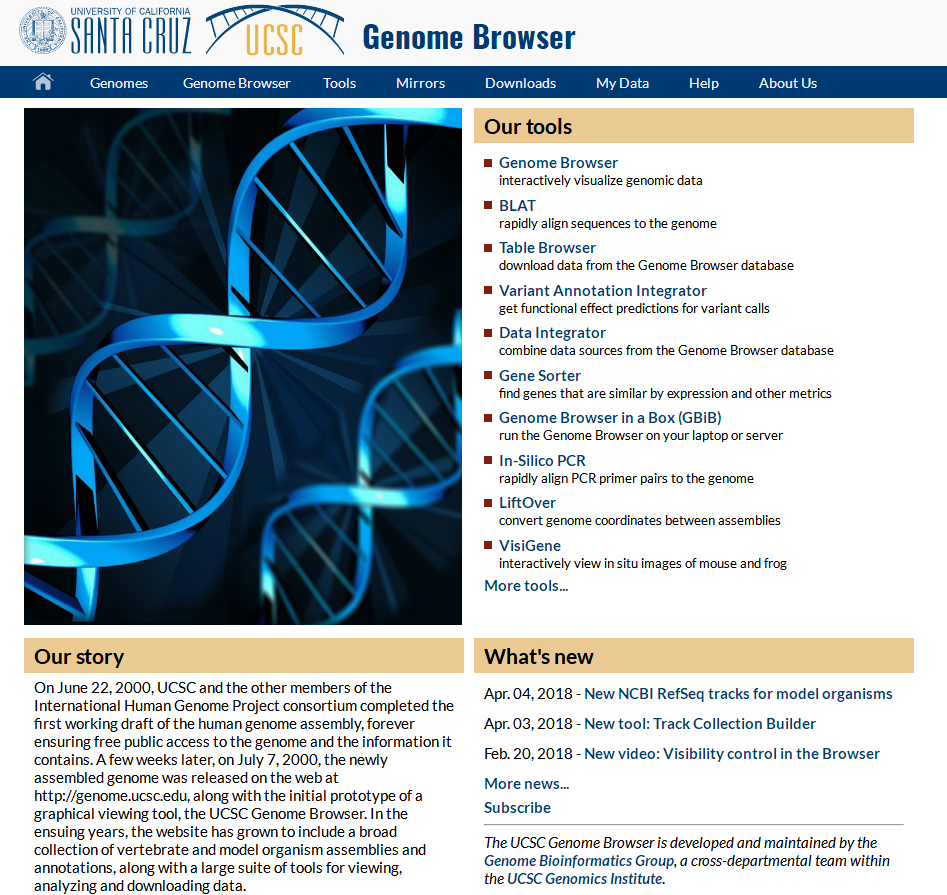 UNIVERSITY OF CALIFORNIA
SANTA CRUZ
UCSC
Genome Browser
Genomes Genome Browser Tools Mirrors Downloads My Data Help About Us
Our tools
Genome Browser
interactively visualize genomic data
BLAT
rapidly align sequences to the genome
Table Browser
download data from the Genome Browser database
Variant Annotation Integrator
get functional effect predictions for variant calls
Data Integrator
combine data sources from the Genome Browser database
Gene Sorter
find genes that are similar by expression and other metrics
Genome Browser in a Box (GBiB)
run the Genome Browser on your laptop or server
In-Silico PCR
rapidly align PCR primer pairs to the genome
LiftOver
convert genome coordinates between assemblies
VisiGene
interactively view in situ images of mouse and frog
More tools...
Our story
On June 22, 2000, UCSC and the other members of the
International Human Genome Project consortium completed the
first working draft of the human genome assembly, forever
ensuring free public access to the genome and the information it
contains. A few weeks later, on July 7, 2000, the newly
assembled genome was released on the web at
http://genome.ucsc.edu, along with the initial prototype of a
graphical viewing tool, the UCSC Genome Browser. In the
ensuing years, the website has grown to include a broad
collection of vertebrate and model organism assemblies and
annotations, along with a large suite of tools for viewing,
analyzing and downloading data.
What's new
Apr. 04, 2018 - New NCBI RefSeq tracks for model organisms
Apr. 03, 2018 - New tool: Track Collection Builder
Feb. 20, 2018 - New video: Visibility control in the Browser
More news...
Subscribe
The UCSC Genome Browser is developed and maintained by the
Genome Bioinformatics Group, a cross-departmental team within
the UCSC Genomics Institute.